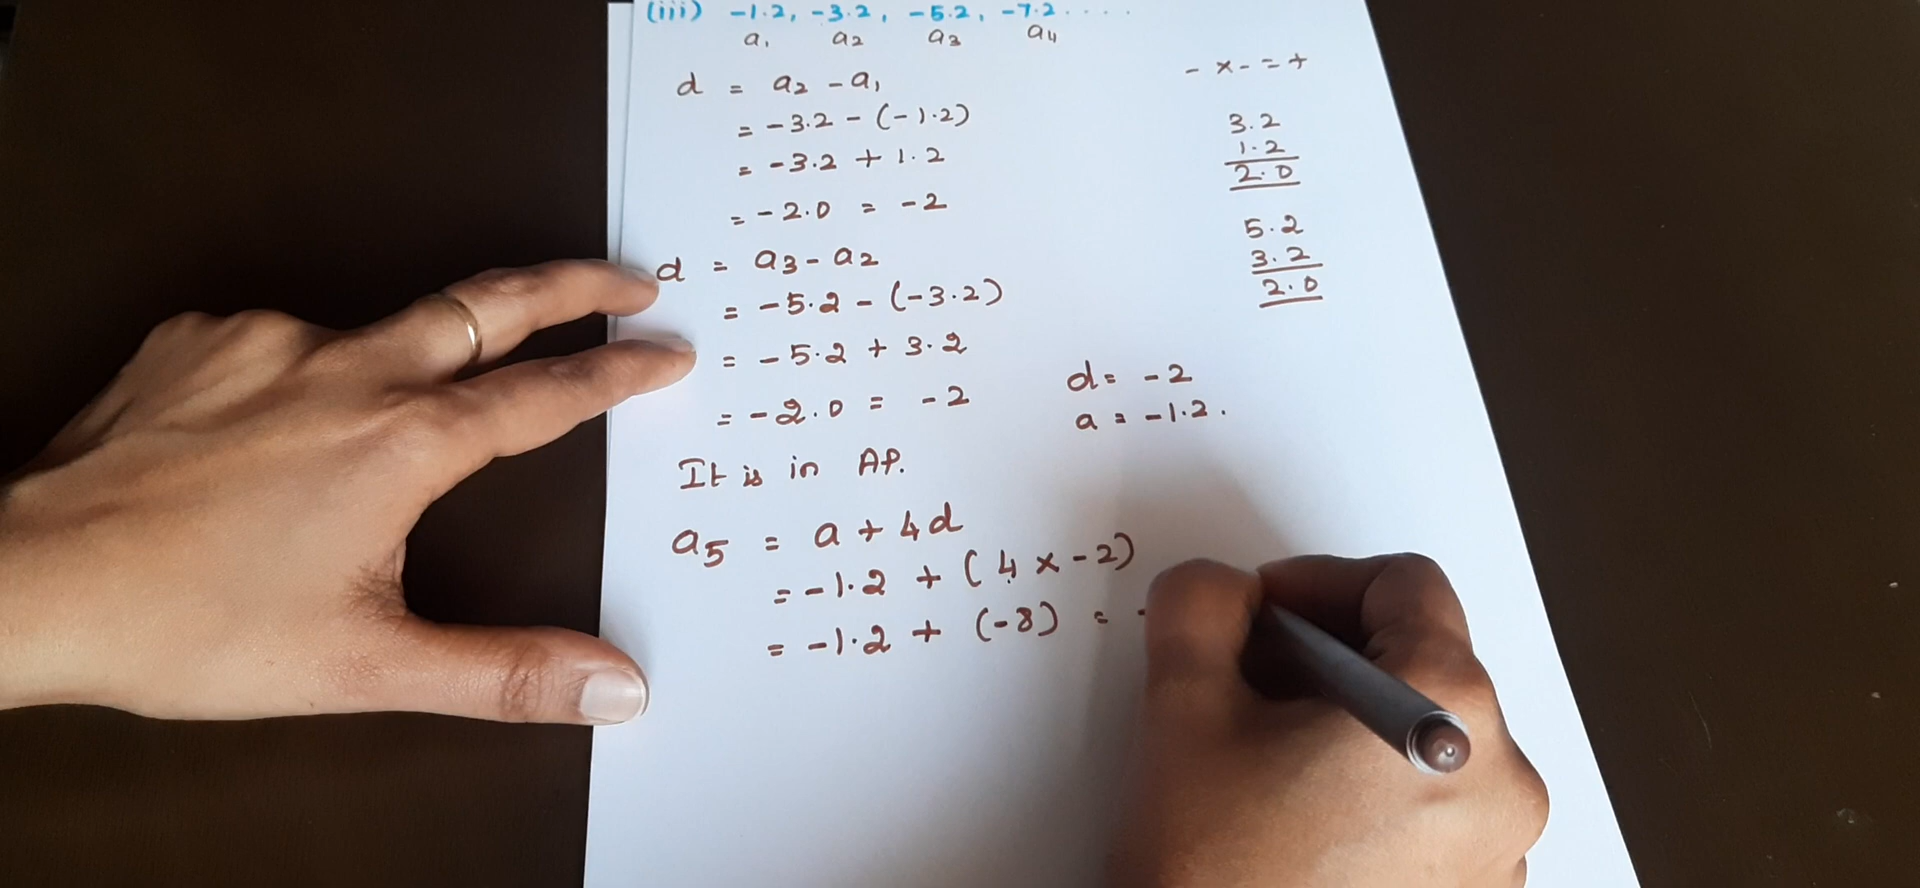 (iii) -1.2, -3.2, -5.2, -7.2....
a1 a2 a3 a4
d = a2 - a1
= -3.2 - (-1.2)
= -3.2 + 1.2
= -2.0 = -2
d = a3 - a2
= -5.2 - (-3.2)
= -5.2 + 3.2
= -2.0 = -2
It is in AP.
a5 = a + 4d
= -1.2 + (4 x -2)
= -1.2 + (-8) = -
- x - = +
3.2
1.2
2.0
5.2
3.2
2.0
d = -2
a = -1.2.